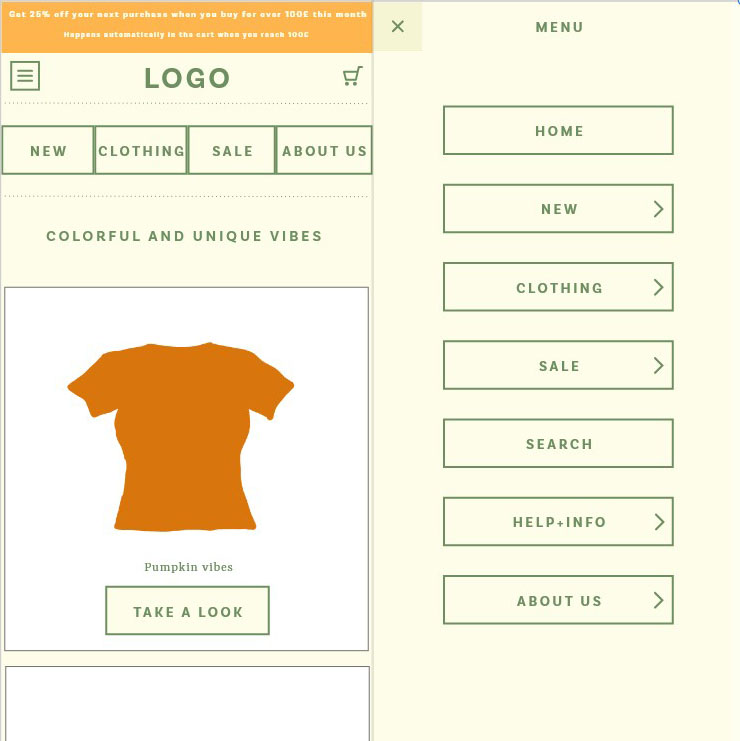 Get 25% off your next purchase when you buy for over 100£ this month
Happens automatically in the cart when you reach 100£
LOGO
NEW
CLOTHING
SALE
ABOUT US
COLORFUL AND UNIQUE VIBES
Pumpkin vibes
TAKE A LOOK
MENU
HOME
NEW
CLOTHING
SALE
SEARCH
HELP+INFO
ABOUT US